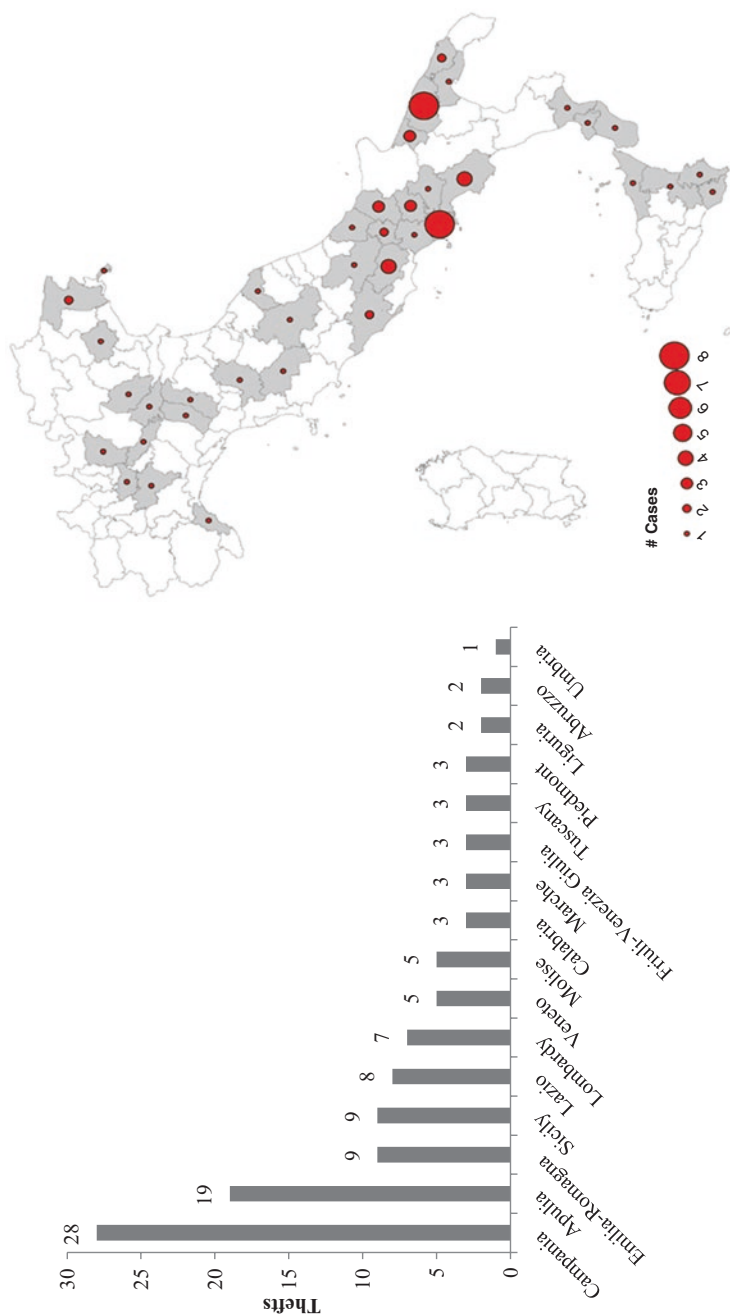 30
25
20
15
10
5
0
Thefts
28
19
9
9
8
7
5
5
3
3
3
3
3
2
2
1
Campania
Apulia
Emilia-Romagna
Sicily
Lazio
Lombardy
Veneto
Molise
Calabria
Marche
Friuli-Venezia Giulia
Tuscany
Piedmont
Liguria
Abruzzo
Umbria
# Cases
1 2 3 4 5 6 7 8